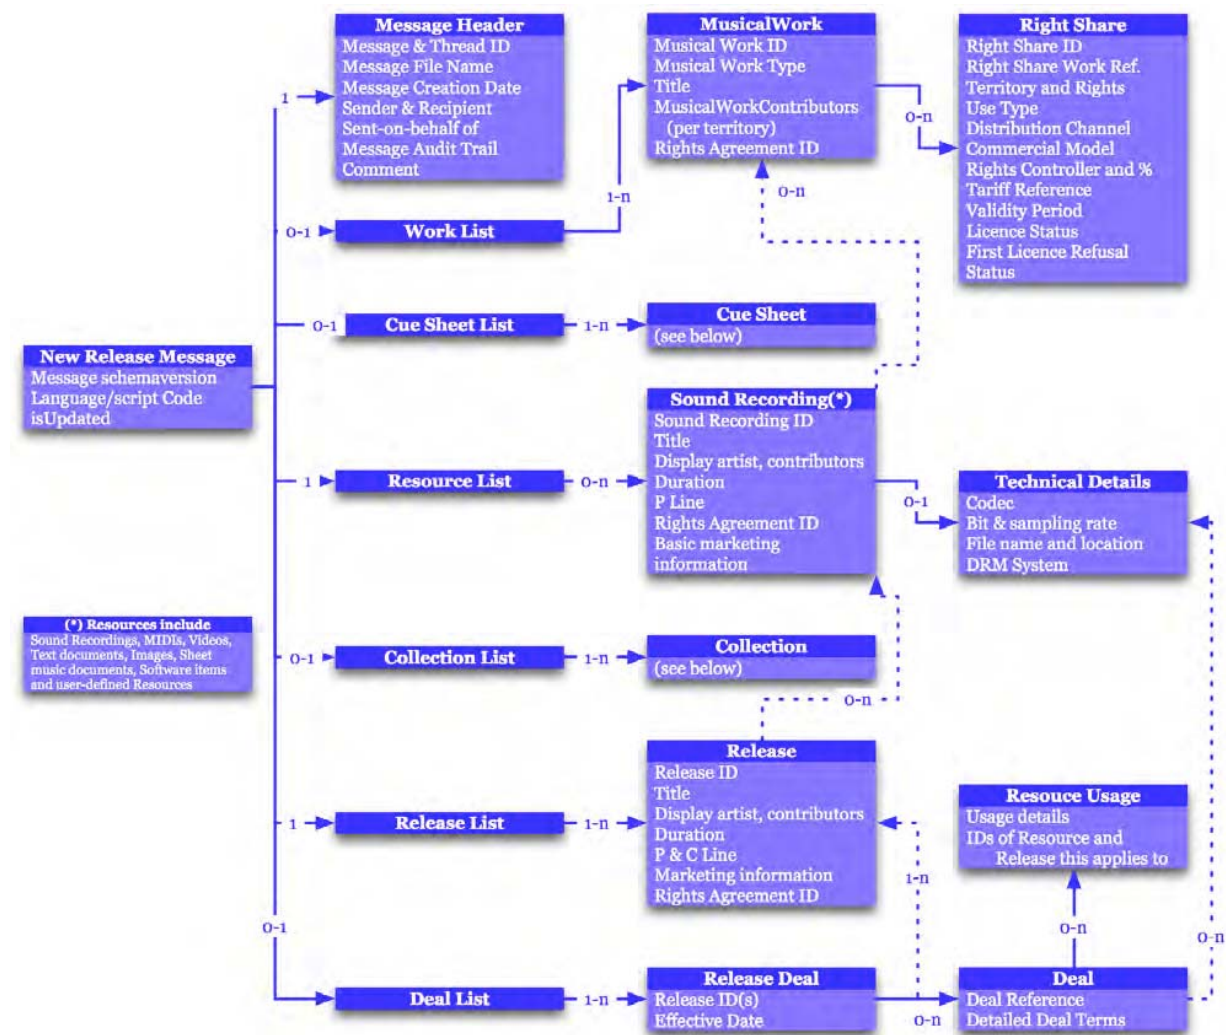 Message Header
Message & Thread ID
Message File Name
Message Creation Date
Sender & Recipient
Sent-on-behalf of
Message Audit Trail
Comment
MusicalWork
Musical Work ID
Musical Work Type
Title
MusicalWorkContributors
(per territory)
Rights Agreement ID
Right Share
Right Share ID
Right Share Work Ref.
Territory and Rights
Use Type
Distribution Channel
Commercial Model
Rights Controller and %
Tariff Reference
Validity Period
Licence Status
First Licence Refusal
Status
1
0-n
1-n
0-n
0-1
Work List
0-1
Cue Sheet List
1-n
Cue Sheet
(see below)
New Release Message
Message schemaversion
Language/script Code
isUpdated
1
Resource List
0-n
Sound Recording(*)
Sound Recording ID
Title
Display artist, contributors
Duration
P Line
Rights Agreement ID
Basic marketing
information
0-1
Technical Details
Codec
Bit & sampling rate
File name and location
DRM System
(*) Resources include
Sound Recordings, MIDIs, Videos,
Text documents, Images, Sheet
music documents, Software items
and user-defined Resources
0-1
Collection List
1-n
Collection
(see below)
0-n
1
Release List
1-n
Release
Release ID
Title
Display artist, contributors
Duration
P & C Line
Marketing information
Rights Agreement ID
1-n
Resouce Usage
Usage details
IDs of Resource and
Release this applies to
0-n
0-n
0-1
Deal List
1-n
Release Deal
Release ID(s)
Effective Date
0-n
Deal
Deal Reference
Detailed Deal Terms